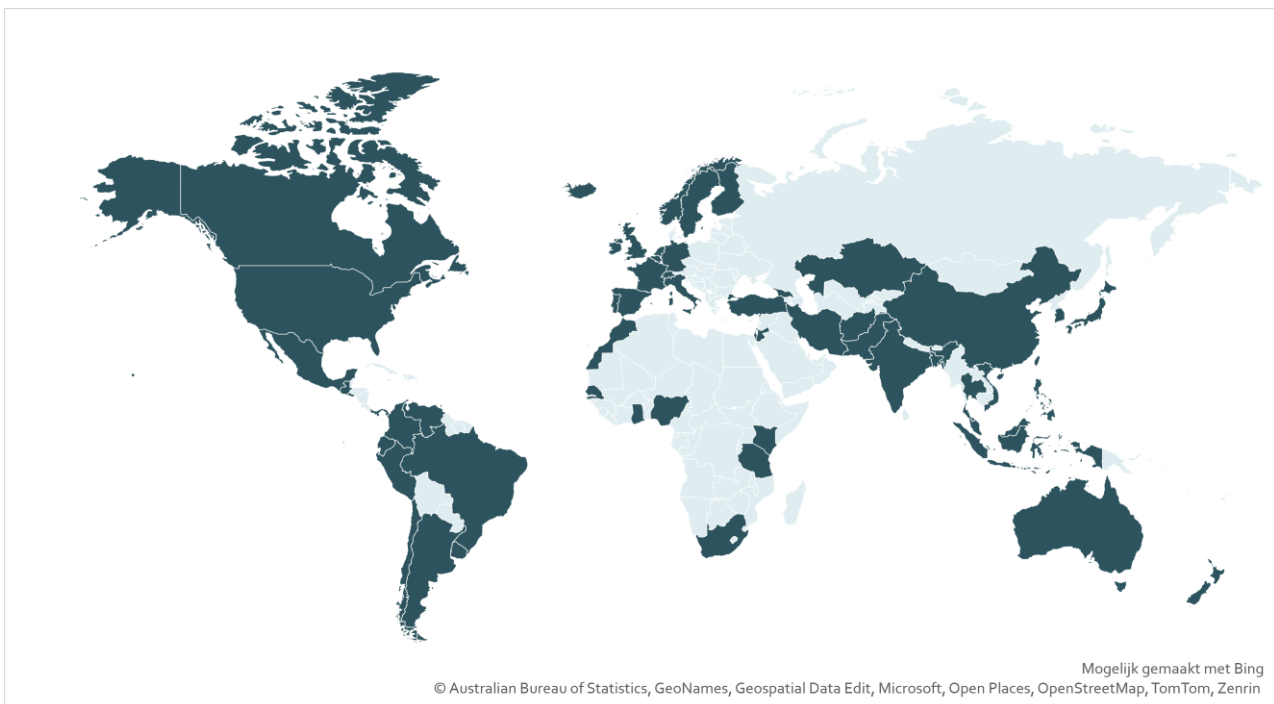 Mogelijk gemaakt met Bing
© Australian Bureau of Statistics, GeoNames, Geospatial Data Edit, Microsoft, Open Places, OpenStreetMap, TomTom, Zenrin